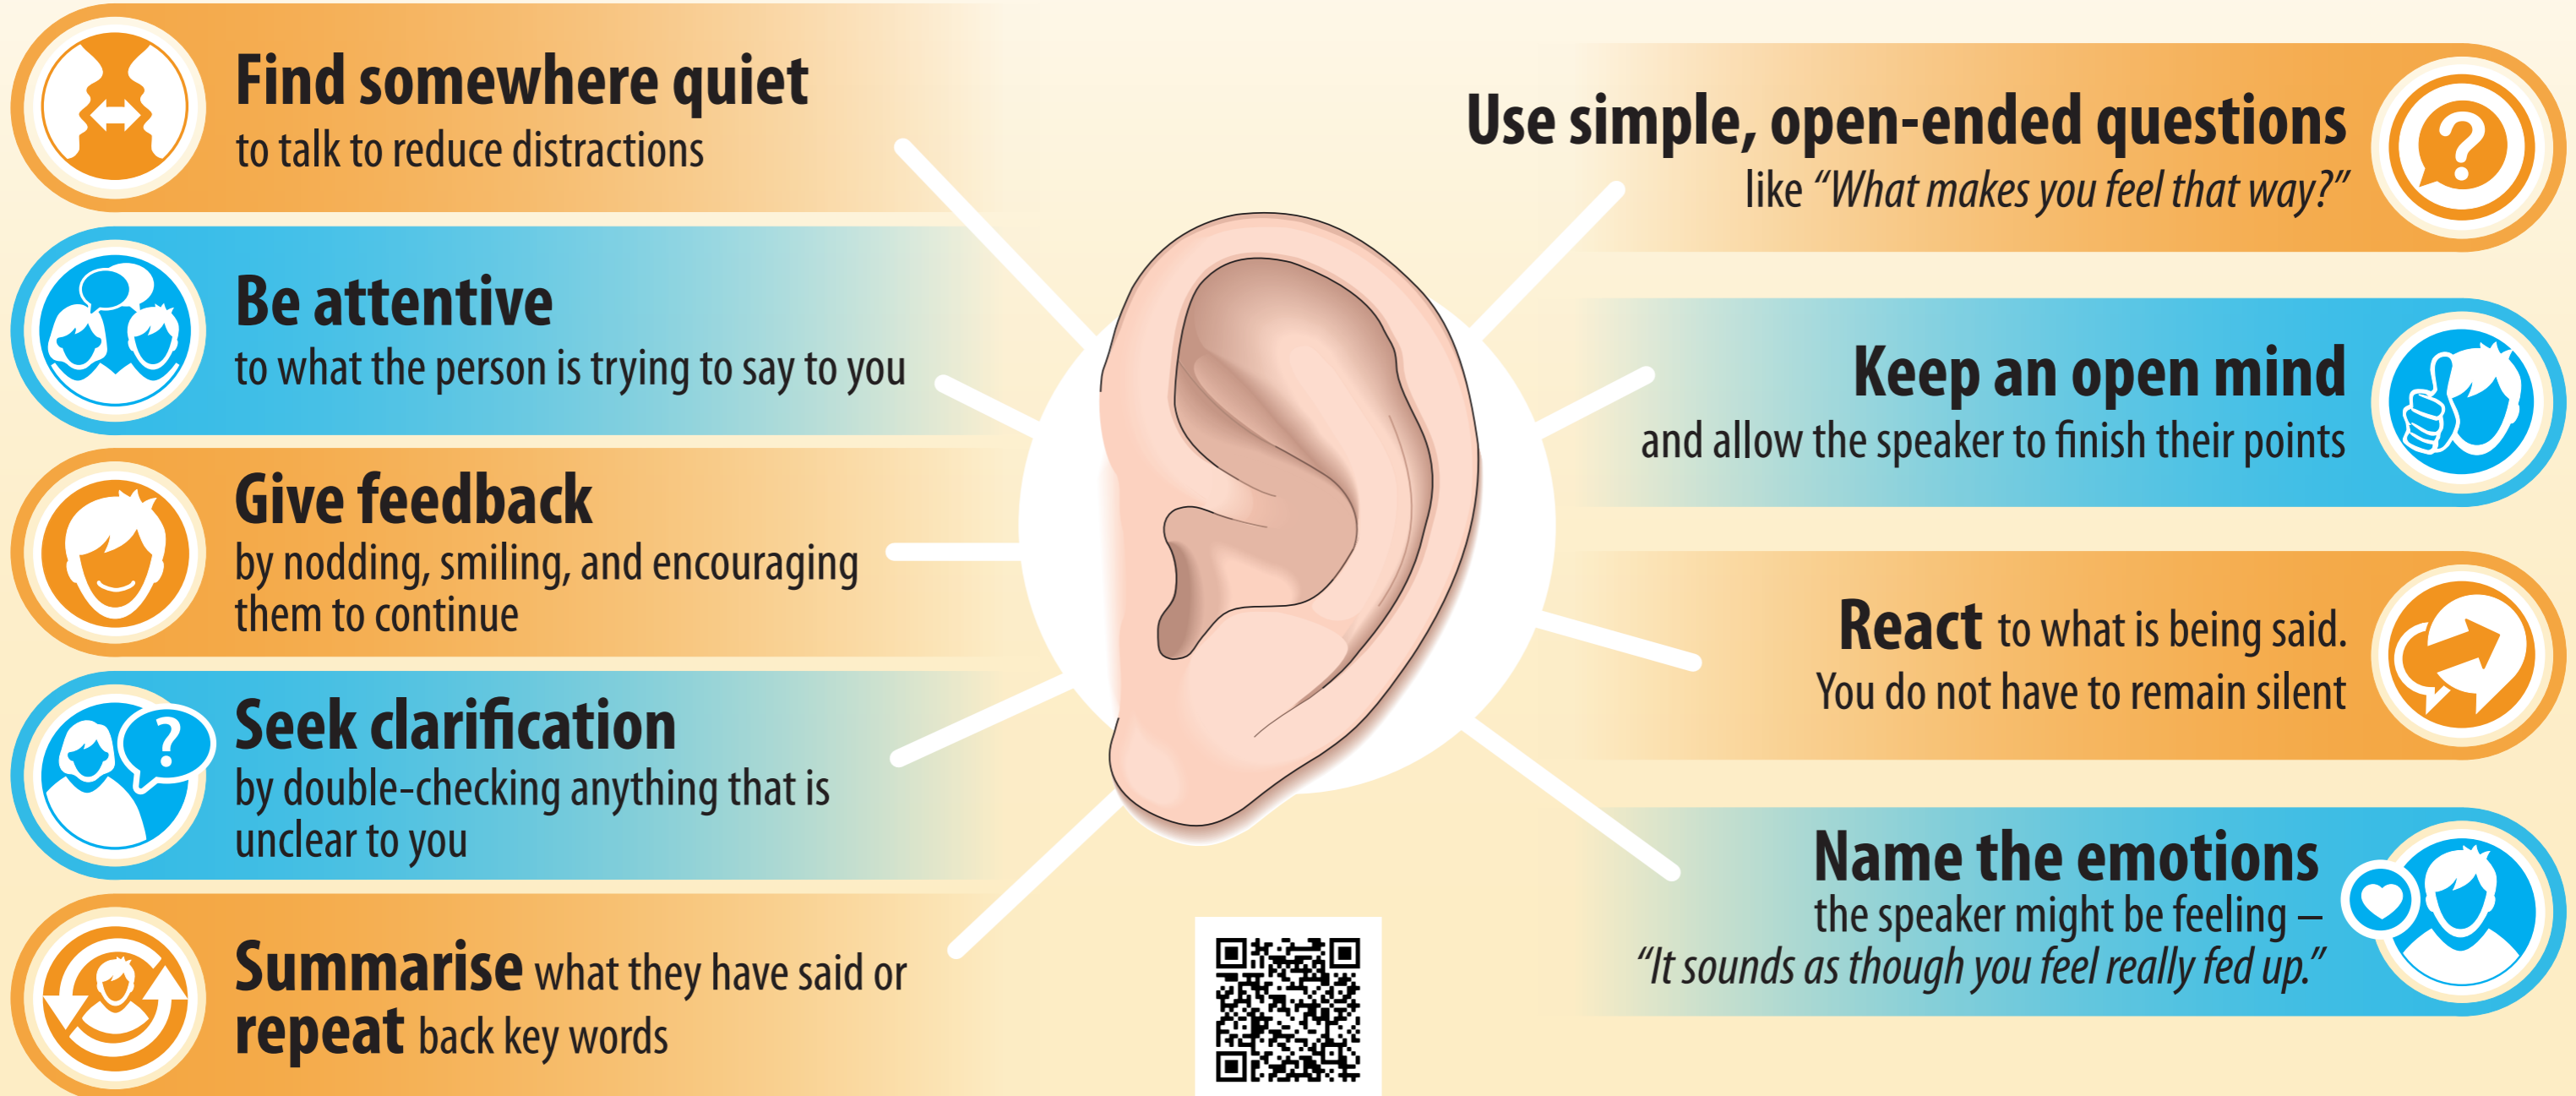 Find somewhere quiet
to talk to reduce distractions
Be attentive
to what the person is trying to say to you
Give feedback
by nodding, smiling, and encouraging
them to continue
Seek clarification
by double-checking anything that is
unclear to you
Summarise what they have said or
repeat back key words
Use simple, open-ended questions
like “What makes you feel that way?”
Keep an open mind
and allow the speaker to finish their points
React to what is being said.
You do not have to remain silent
Name the emotions
the speaker might be feeling –
“It sounds as though you feel really fed up.”